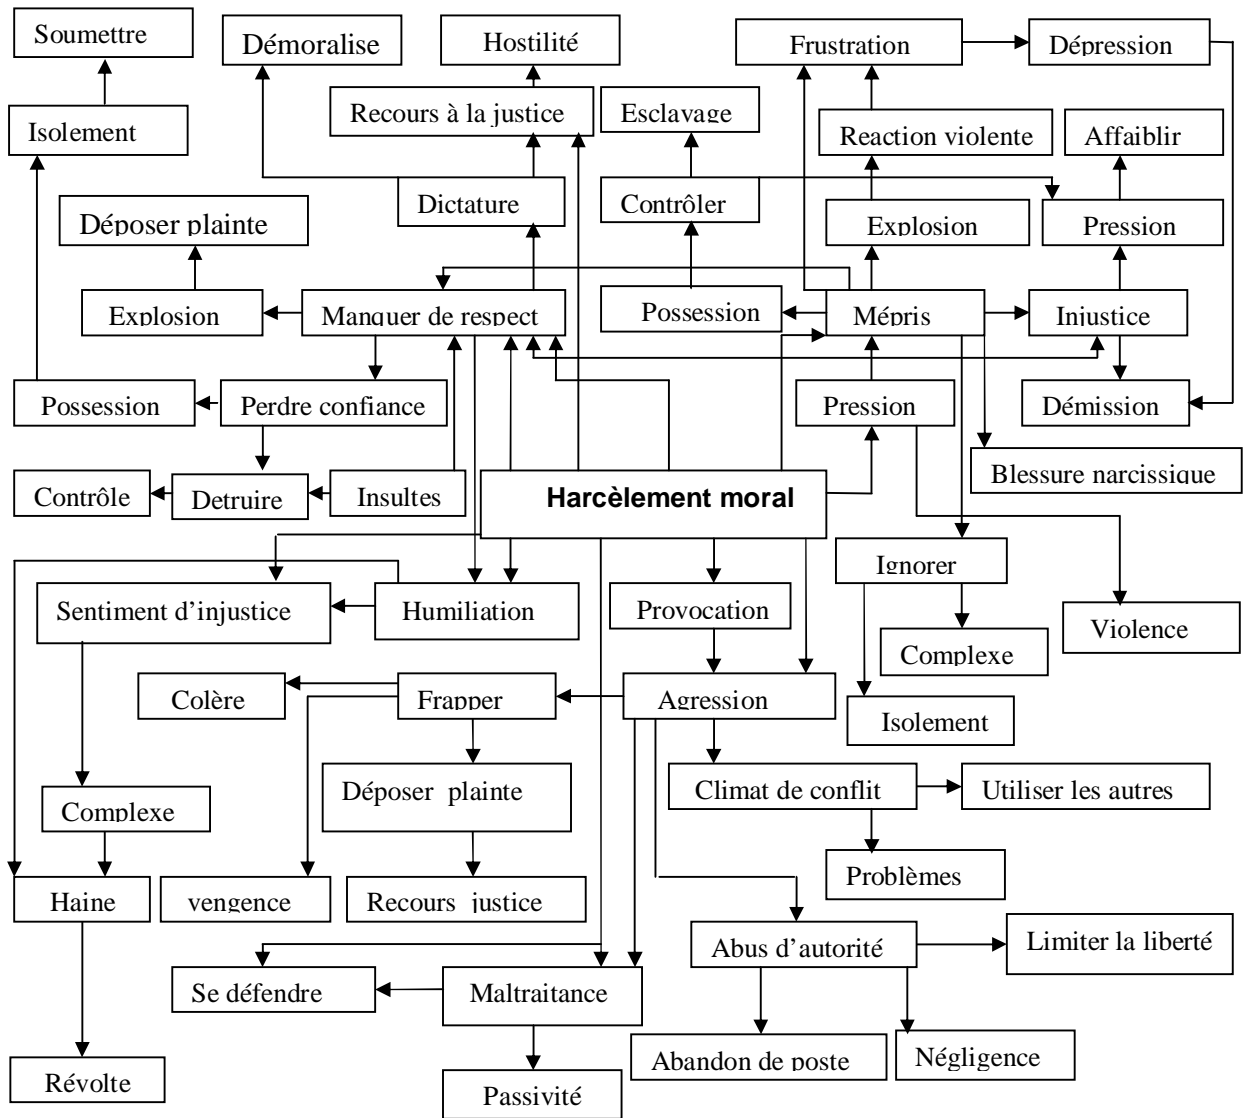 Soumettre
Démoralise
Hostilité
Frustration
Dépression
Isolement
Recours à la justice
Esclavage
Reaction violente
Affaiblir
Déposer plainte
Dictature
Contrôler
Explosion
Pression
Explosion
Manquer de respect
Possession
Mépris
Injustice
Possession
Perdre confiance
Pression
Démission
Contrôle
Detruire
Insultes
Harcèlement moral
Blessure narcissique
Ignorer
Sentiment d’injustice
Humiliation
Provocation
Violence
Complexe
Colère
Frapper
Agression
Isolement
Complexe
Déposer plainte
Climat de conflit
Utiliser les autres
Problèmes
Haine
vengence
Recours justice
Abus d’autorité
Limiter la liberté
Se défendre
Maltraitance
Révolte
Passivité
Abandon de poste
Négligence